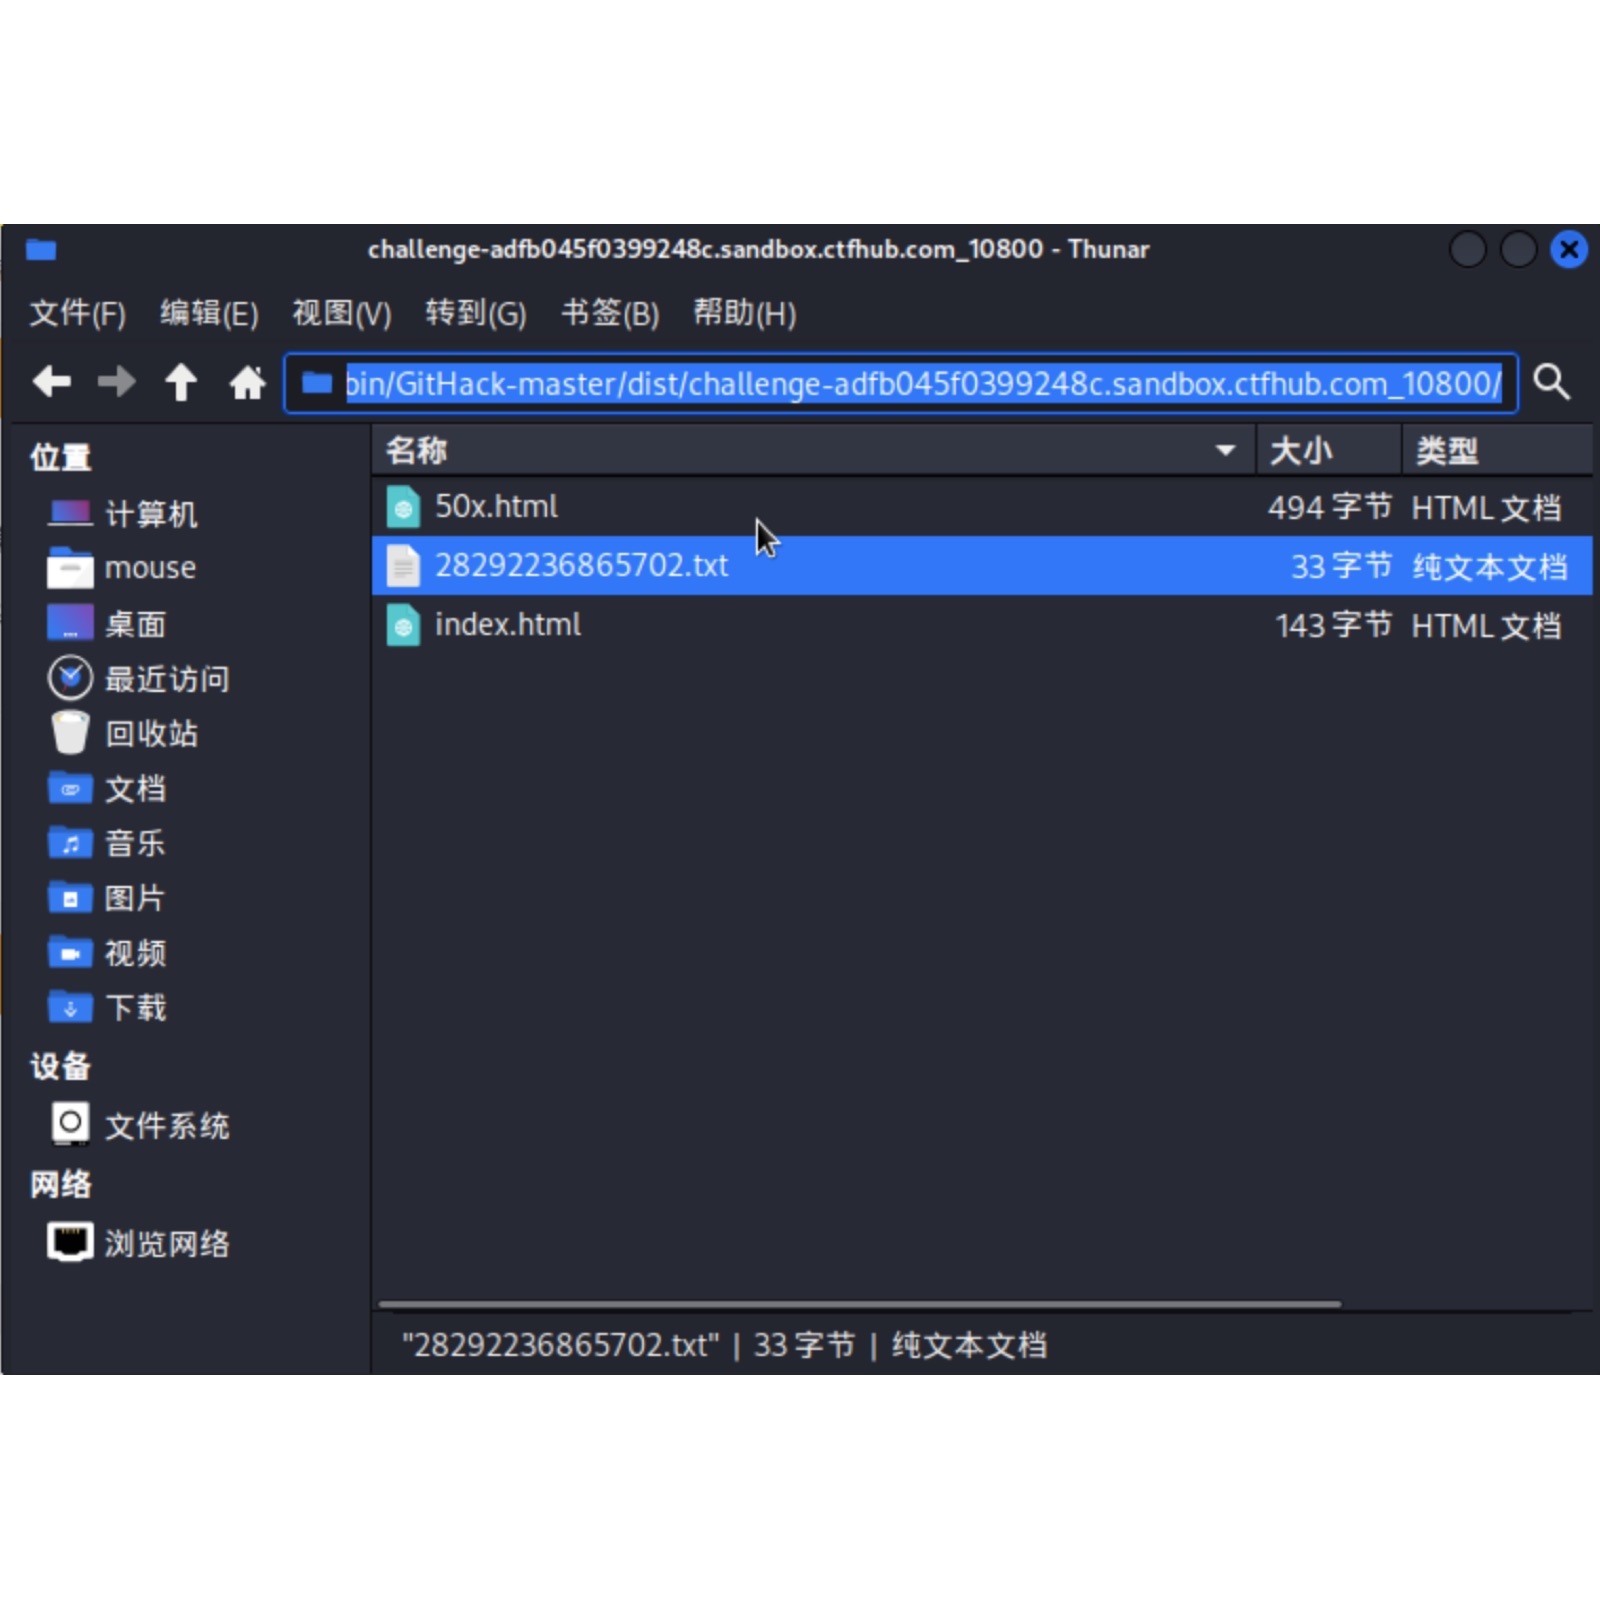 challenge-adfb045f0399248c.sandbox.ctfhub.com_10800 - Thunar
文件(F) 编辑(E) 视图(V) 转到(G) 书签(B) 帮助(H)
bin/GitHack-master/dist/challenge-adfb045f0399248c.sandbox.ctfhub.com_10800/
位置
计算机
mouse
桌面
最近访问
回收站
文档
音乐
图片
视频
下载
设备
文件系统
网络
浏览网络
名称 大小 类型
50x.html 494 字节 HTML 文档
28292236865702.txt 33 字节 纯文本文档
index.html 143 字节 HTML 文档
"28292236865702.txt" | 33 字节 | 纯文本文档